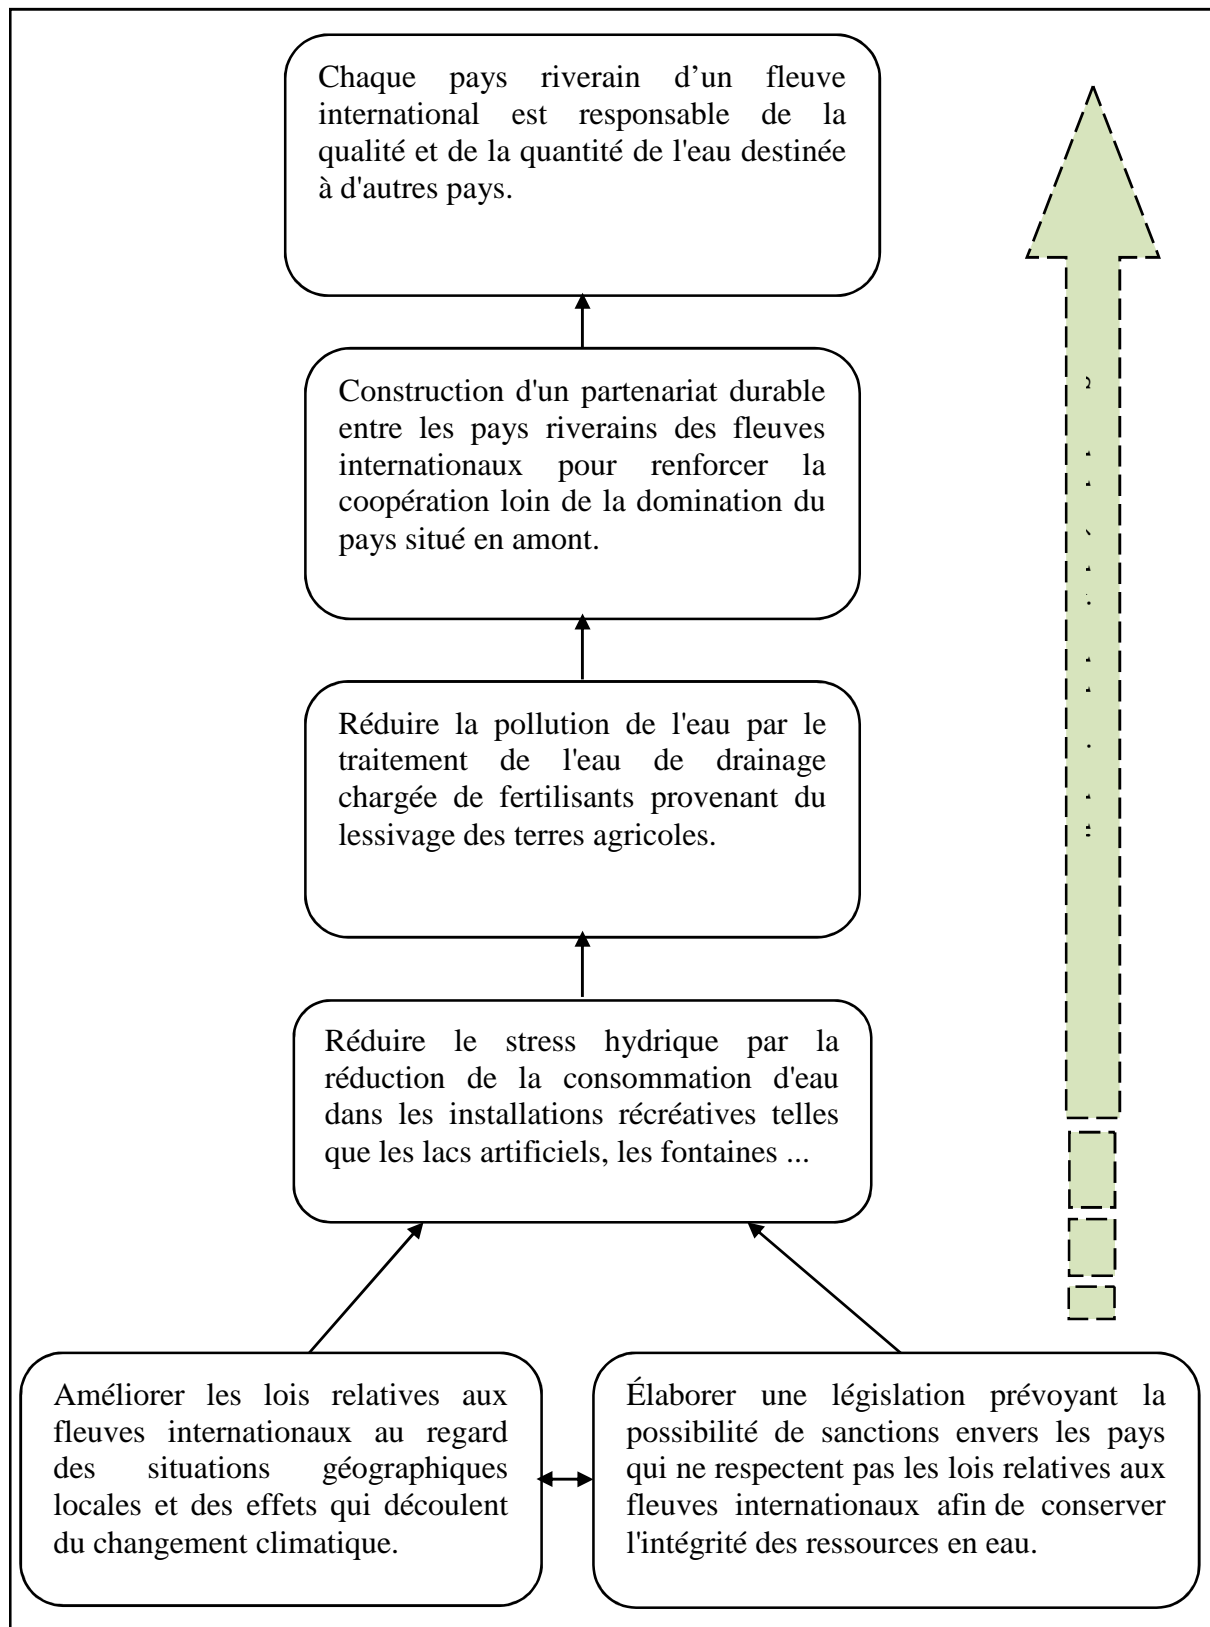 Chaque pays riverain d’un fleuve
international est responsable de la
qualité et de la quantité de l'eau destinée
à d'autres pays.
Construction d'un partenariat durable
entre les pays riverains des fleuves
internationaux pour renforcer la
coopération loin de la domination du
pays situé en amont.
Réduire la pollution de l'eau par le
traitement de l'eau de drainage
chargée de fertilisants provenant du
lessivage des terres agricoles.
Réduire le stress hydrique par la
réduction de la consommation d'eau
dans les installations récréatives telles
que les lacs artificiels, les fontaines ...
Améliorer les lois relatives aux
fleuves internationaux au regard
des situations géographiques
locales et des effets qui découlent
du changement climatique.
Élaborer une législation prévoyant la
possibilité de sanctions envers les pays
qui ne respectent pas les lois relatives aux
fleuves internationaux afin de conserver
l'intégrité des ressources en eau.